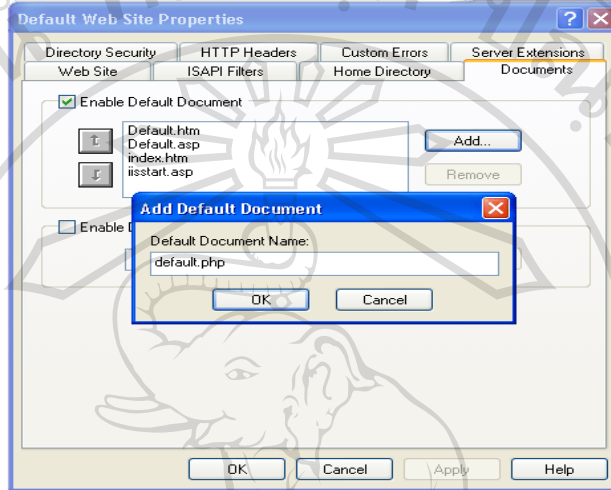 Default Web Site Properties
Directory Security HTTP Headers Custom Errors Server Extensions
Web Site ISAPI Filters Home Directory Documents
Enable Default Document
Default.htm
Default.asp
index.htm
iisstart.asp
Add...
Remove
Add Default Document
Enable
Default Document Name:
default.php
OK Cancel
OK Cancel Apply Help